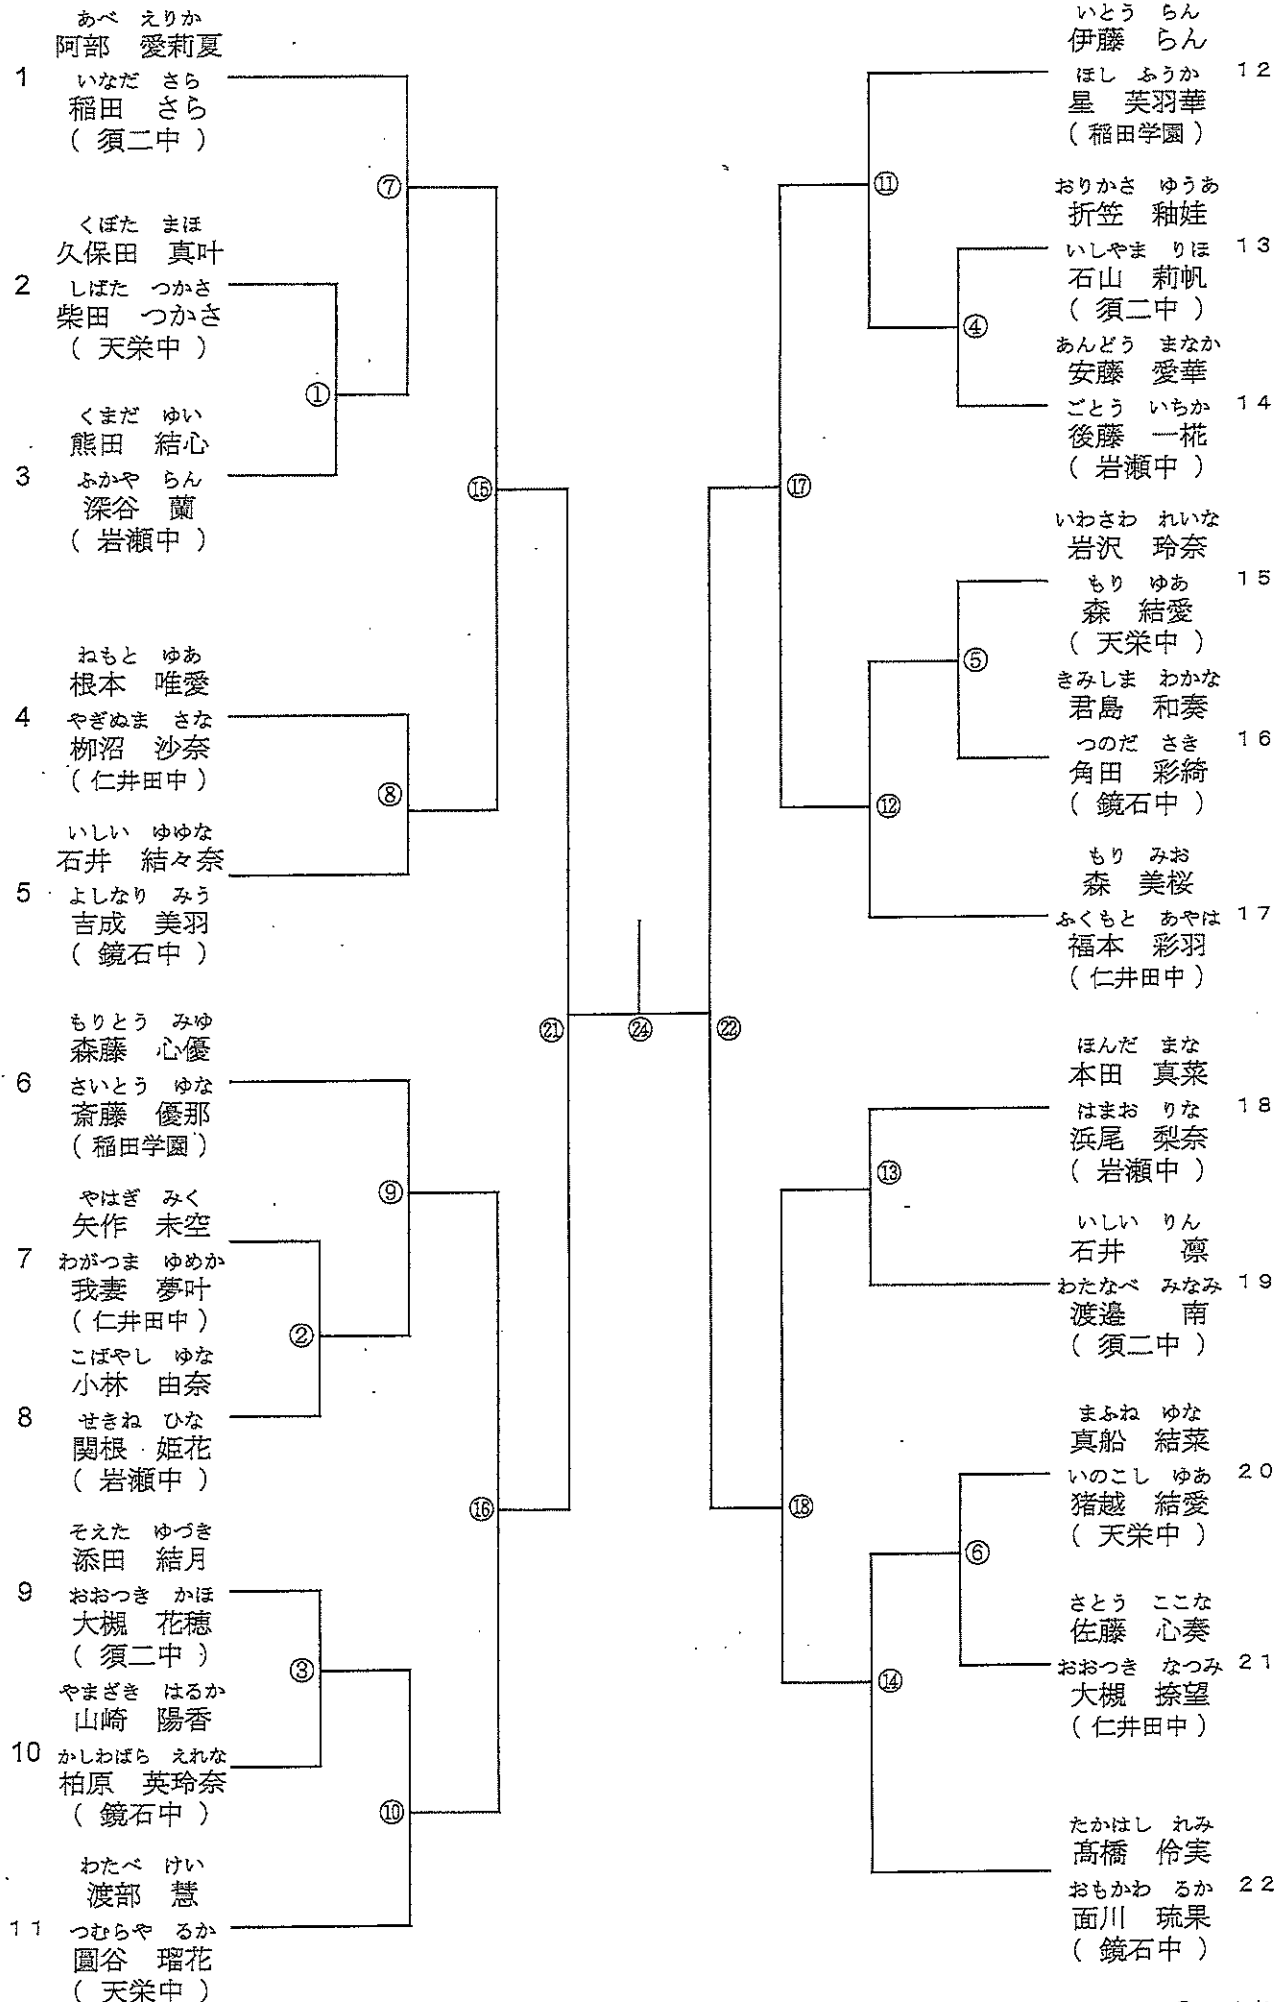 あべ　えりか
阿部　愛莉夏
1
いなだ　さら
稲田　さら
（ 須二中 ）
くぼた　まほ
久保田　真叶
2
しばた　つかさ
柴田　つかさ
（ 天栄中 ）
くまだ　ゆい
熊田　結心
3
ふかや　らん
深谷　蘭
（ 岩瀬中 ）
ねもと　ゆあ
根本　唯愛
4
やぎぬま　さな
栁沼　沙奈
（ 仁井田中 ）
いしい　ゆゆな
石井　結々奈
5
よしなり　みう
吉成　美羽
（ 鏡石中 ）
もりとう　みゆ
森藤　心優
6
さいとう　ゆな
斎藤　優那
（ 稲田学園 ）
やはぎ　みく
矢作　未空
7
わがつま　ゆめか
我妻　夢叶
（ 仁井田中 ）
こばやし　ゆな
小林　由奈
8
せきね　ひな
関根　姫花
（ 岩瀬中 ）
そえた　ゆづき
添田　結月
9
おおつき　かほ
大槻　花穂
（ 須二中 ）
やまざき　はるか
山崎　陽香
10
かしわばら　えれな
柏原　英玲奈
（ 鏡石中 ）
わたべ　けい
渡部　慧
11
つむらや　るか
圓谷　瑠花
（ 天栄中 ）
⑦
①
⑮
⑧
⑨
②
⑯
③
⑩
㉑
㉔
㉒
⑪
④
⑰
⑤
⑫
⑬
⑱
⑥
⑭
いとう　らん
伊藤　らん
12
ほし　ふうか
星　芙羽華
（ 稲田学園 ）
おりかさ　ゆうあ
折笠　釉娃
13
いしやま　りほ
石山　莉帆
（ 須二中 ）
あんどう　まなか
安藤　愛華
14
ごとう　いちか
後藤　一椛
（ 岩瀬中 ）
いわさわ　れいな
岩沢　玲奈
15
もり　ゆあ
森　結愛
（ 天栄中 ）
きみしま　わかな
君島　和奏
16
つのだ　さき
角田　彩綺
（ 鏡石中 ）
もり　みお
森　美桜
17
ふくもと　あやは
福本　彩羽
（ 仁井田中 ）
ほんだ　まな
本田　真菜
18
はまお　りな
浜尾　梨奈
（ 岩瀬中 ）
いしい　りん
石井　凛
19
わたなべ　みなみ
渡邉　南
（ 須二中 ）
まふね　ゆな
真船　結菜
20
いのこし　ゆあ
猪越　結愛
（ 天栄中 ）
さとう　ここな
佐藤　心奏
21
おおつき　なつみ
大槻　捺望
（ 仁井田中 ）
たかはし　れみ
髙橋　伶実
22
おもかわ　るか
面川　琉果
（ 鏡石中 ）